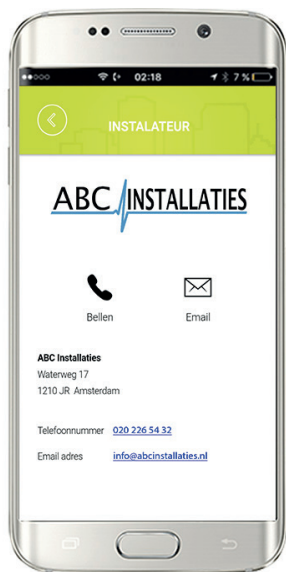 02:18 7 %
INSTALATEUR
ABC INSTALLATIES
Bellen Email
ABC Installaties
Waterweg 17
1210 JR Amsterdam
Telefoonnummer 020 226 54 32
Email adres info@abcinstallaties.nl